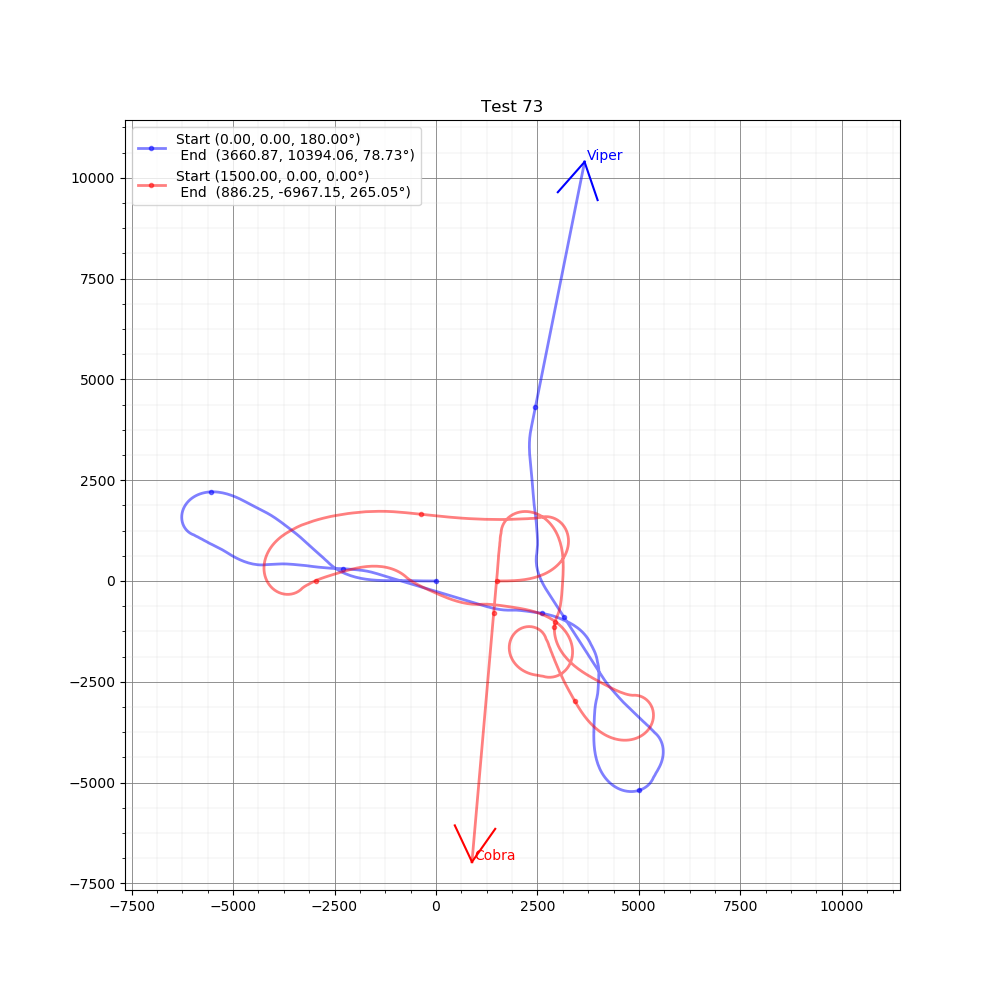 Test 73
Start (0.00, 0.00, 180.00°)
End (3660.87, 10394.06, 78.73°)
Start (1500.00, 0.00, 0.00°)
End (886.25, -6967.15, 265.05°)
Viper
Cobra
10000
7500
5000
2500
0
−2500
−5000
−7500
−7500 −5000 −2500 0 2500 5000 7500 10000